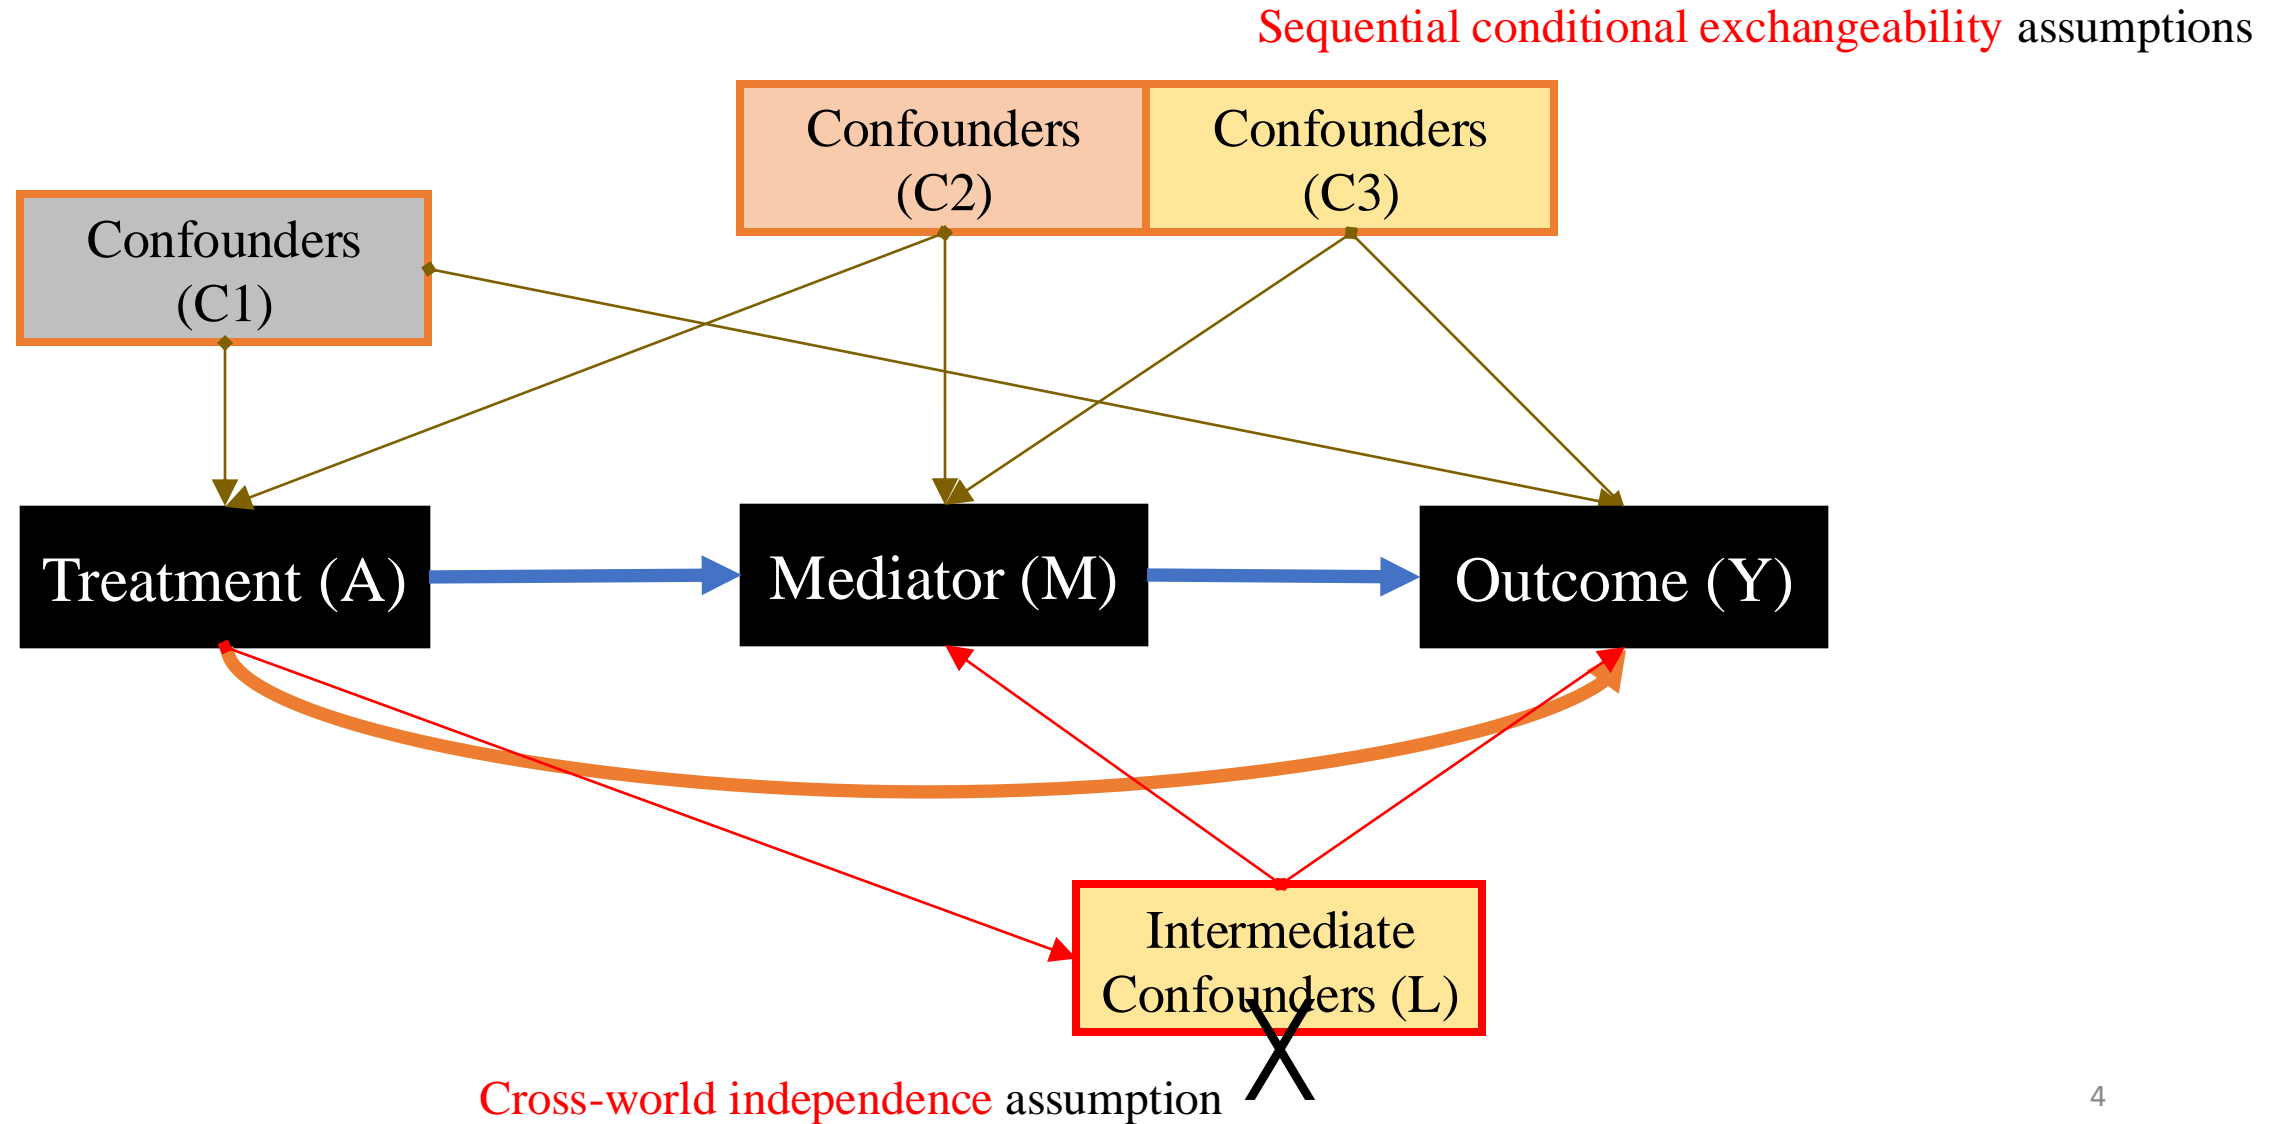 Sequential conditional exchangeability assumptions
Confounders
(C2)
Confounders
(C3)
Confounders
(C1)
Treatment (A)
Mediator (M)
Outcome (Y)
Intermediate
Confounders (L)
X
Cross-world independence assumption
4